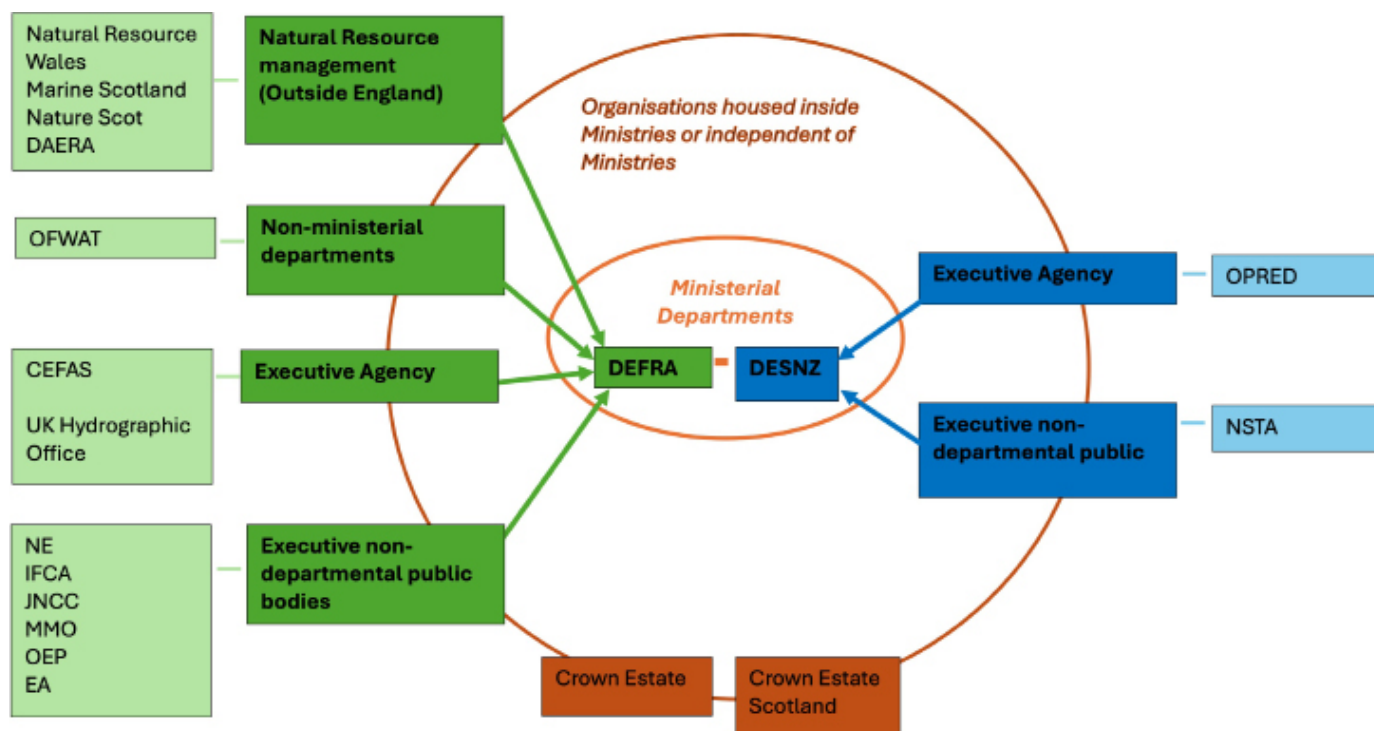 Natural Resource
Wales
Marine Scotland
Nature Scot
DAERA
Natural Resource
management
(Outside England)
Organisations housed inside
Ministries or independent of
Ministries
OFWAT
Non-ministerial
departments
Ministerial
Departments
Executive Agency
OPRED
CEFAS
UK Hydrographic
Office
Executive Agency
DEFRA
DESNZ
Executive non-
departmental public
NSTA
NE
IFCA
JNCC
MMO
OEP
EA
Executive non-
departmental public
bodies
Crown Estate
Crown Estate
Scotland